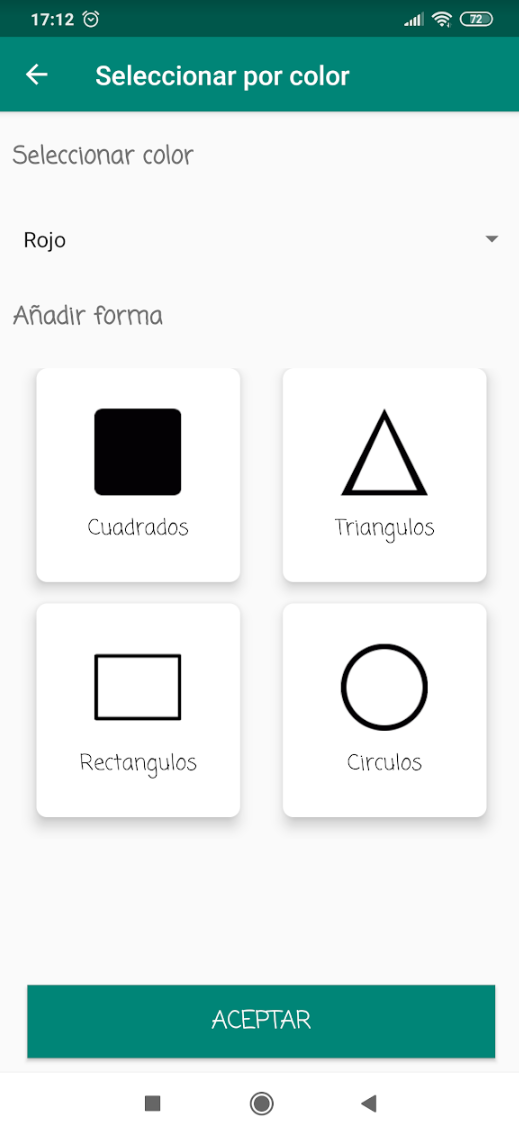 17:12
72
Seleccionar por color
Seleccionar color
Rojo
Añadir forma
Cuadrados
Triangulos
Rectangulos
Circulos
ACEPTAR